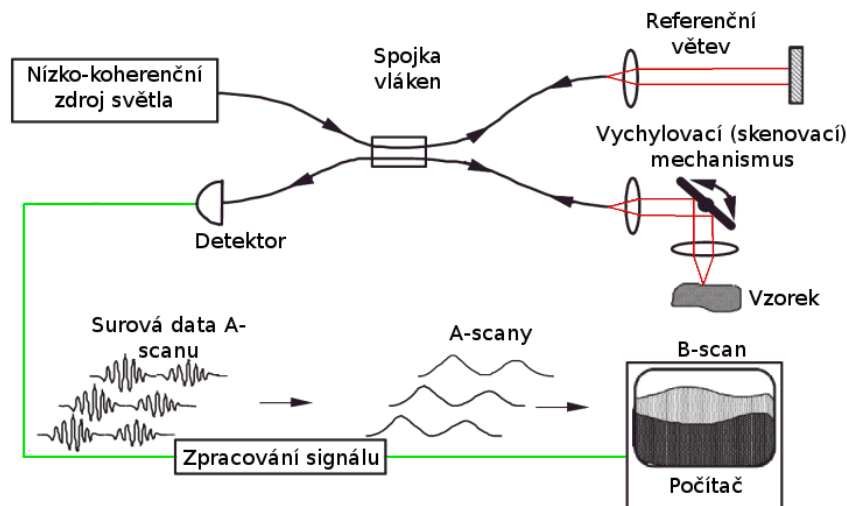 Nízko-koherenční
zdroj světla
Spojka
vláken
Referenční
větev
Vychylovací (skenovací)
mechanismus
Detektor
Vzorek
Surová data A-
scanu
A-scany
B-scan
Zpracování signálu
Počítač